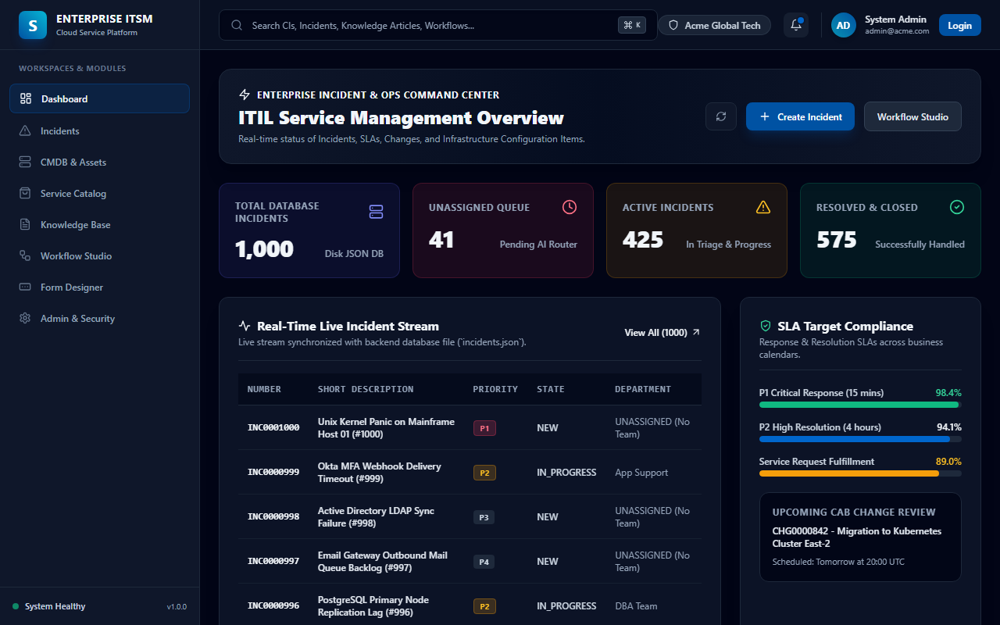 S
ENTERPRISE ITSM
Cloud Service Platform
Search CIs, Incidents, Knowledge Articles, Workflows...
⌘ K
Acme Global Tech
AD
System Admin
admin@acme.com
Login
WORKSPACES & MODULES
Dashboard
Incidents
CMDB & Assets
Service Catalog
Knowledge Base
Workflow Studio
Form Designer
Admin & Security
System Healthy
v1.0.0
ENTERPRISE INCIDENT & OPS COMMAND CENTER
ITIL Service Management Overview
Real-time status of Incidents, SLAs, Changes, and Infrastructure Configuration Items.
Create Incident
Workflow Studio
TOTAL DATABASE
INCIDENTS
1,000
Disk JSON DB
UNASSIGNED QUEUE
41
Pending AI Router
ACTIVE INCIDENTS
425
In Triage & Progress
RESOLVED & CLOSED
575
Successfully Handled
Real-Time Live Incident Stream
Live stream synchronized with backend database file (`incidents.json`).
View All (1000)
NUMBER SHORT DESCRIPTION PRIORITY STATE DEPARTMENT
INC0001000
Unix Kernel Panic on Mainframe
Host 01 (#1000)
P1
NEW
UNASSIGNED (No
Team)
INC0000999
Okta MFA Webhook Delivery
Timeout (#999)
P2
IN_PROGRESS
App Support
INC0000998
Active Directory LDAP Sync
Failure (#998)
P3
NEW
UNASSIGNED (No
Team)
INC0000997
Email Gateway Outbound Mail
Queue Backlog (#997)
P4
NEW
UNASSIGNED (No
Team)
INC0000996
PostgreSQL Primary Node
Replication Lag (#996)
P2
IN_PROGRESS
DBA Team
SLA Target Compliance
Response & Resolution SLAs across business
calendars.
P1 Critical Response (15 mins) 98.4%
P2 High Resolution (4 hours) 94.1%
Service Request Fulfillment 89.0%
UPCOMING CAB CHANGE REVIEW
CHG0000842 - Migration to Kubernetes
Cluster East-2
Scheduled: Tomorrow at 20:00 UTC